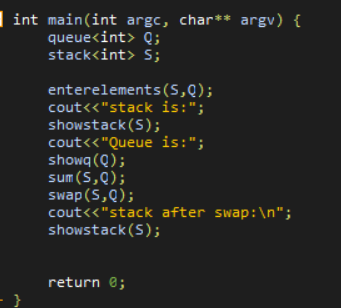 int main(int argc, char** argv) {
queue<int> Q;
stack<int> S;
enterelements(S,Q);
cout<<"stack is:";
showstack(S);
cout<<"Queue is:";
showq(Q);
sum(S,Q);
swap(S,Q);
cout<<"stack after swap:\n";
showstack(S);
return 0;
}